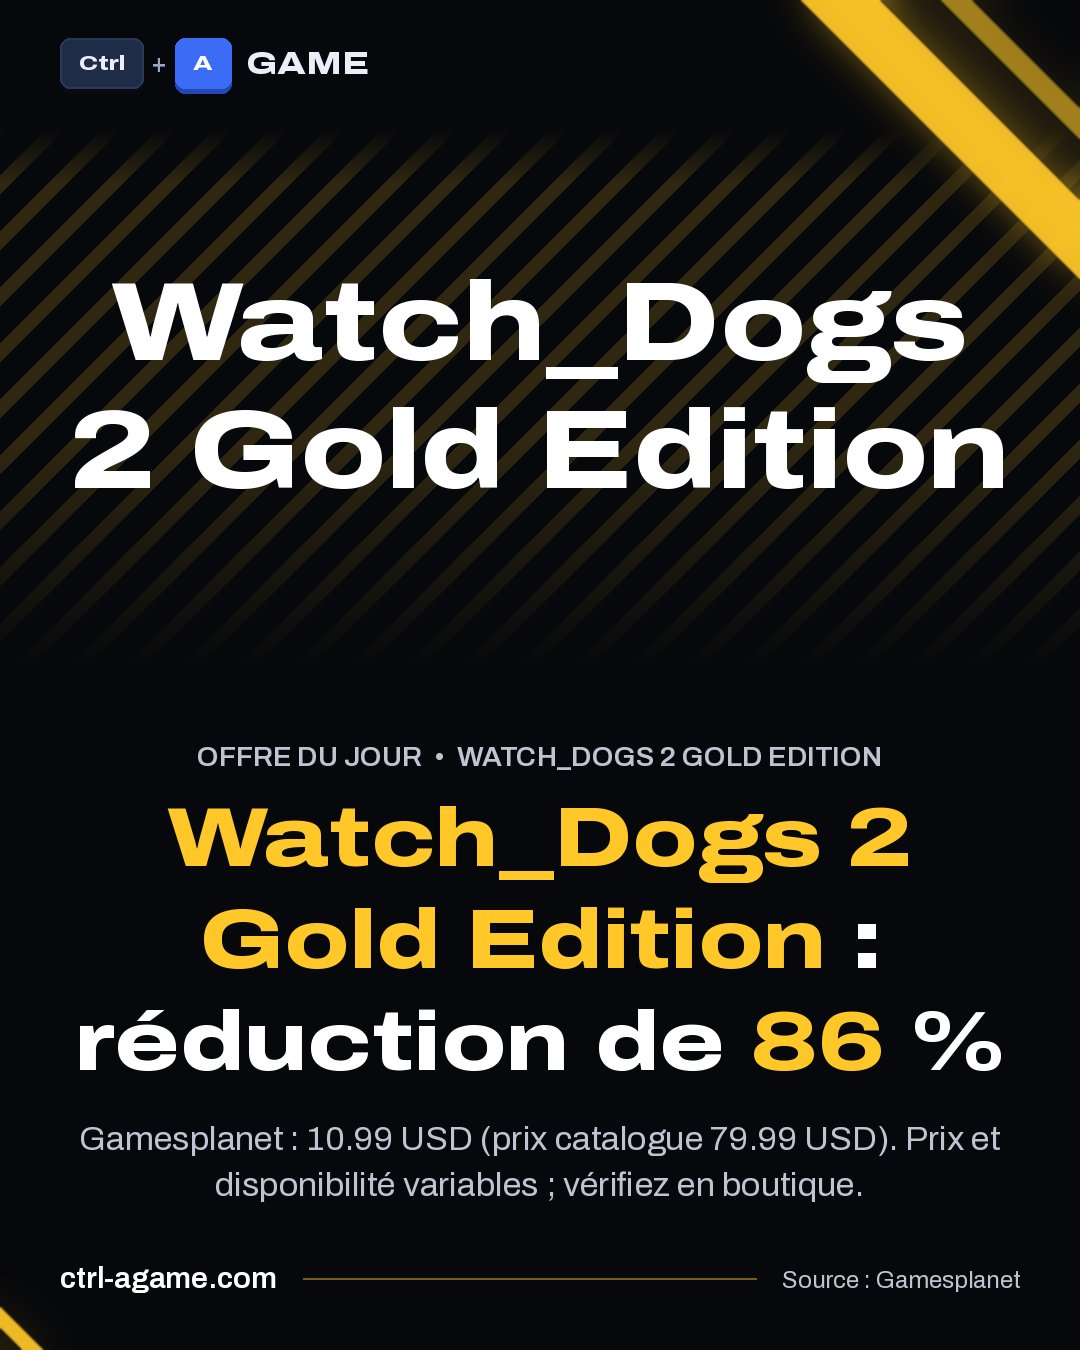 Ctrl + A GAME
Watch_Dogs
2 Gold Edition
OFFRE DU JOUR • WATCH_DOGS 2 GOLD EDITION
Watch_Dogs 2
Gold Edition :
réduction de 86 %
Gamesplanet : 10.99 USD (prix catalogue 79.99 USD). Prix et
disponibilité variables ; vérifiez en boutique.
ctrl-agame.com
Source : Gamesplanet